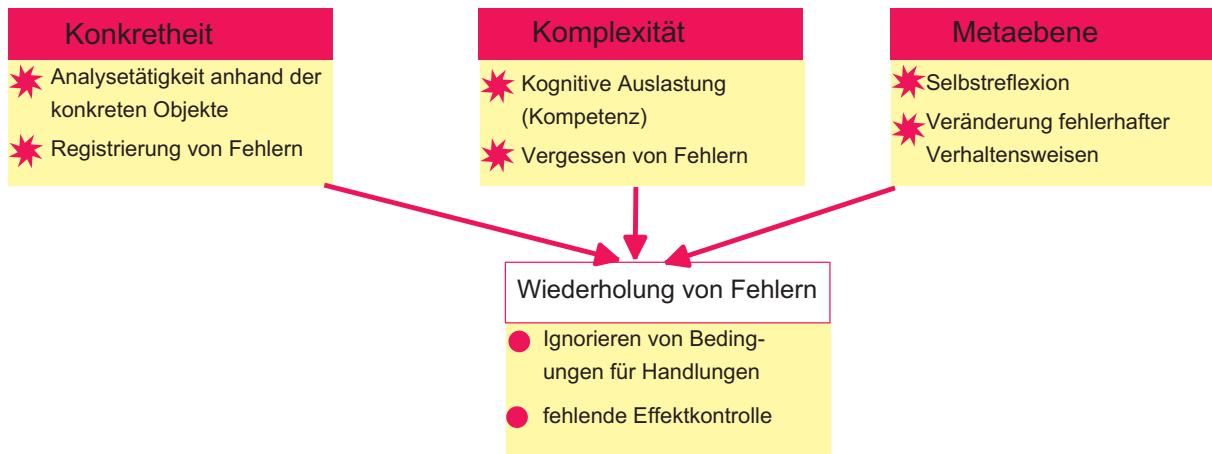 Konkretheit
Analysetätigkeit anhand der
konkreten Objekte
Registrierung von Fehlern
Komplexität
Kognitive Auslastung
(Kompetenz)
Vergessen von Fehlern
Metaebene
Selbstreflexion
Veränderung fehlerhafter
Verhaltensweisen
Wiederholung von Fehlern
Ignorieren von Beding-
ungen für Handlungen
fehlende Effektkontrolle